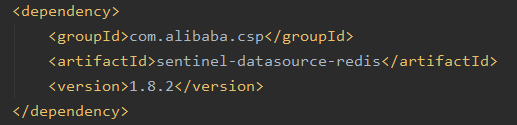 <dependency>
    <groupId>com.alibaba.csp</groupId>
    <artifactId>sentinel-datasource-redis</artifactId>
    <version>1.8.2</version>
</dependency>